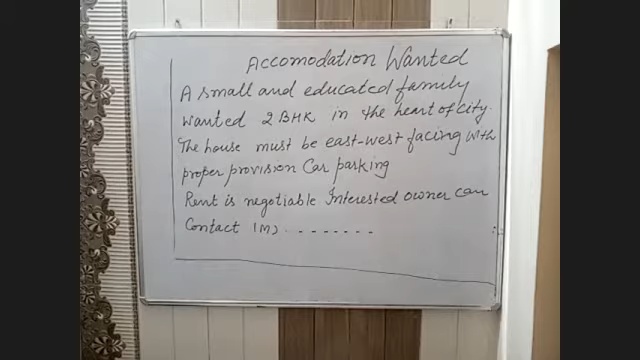 Accomodation Wanted
A small and educated family
wanted 2 BHK in the heart of city.
The house must be east-west facing with
proper provision Car parking
Rent is negotiable Interested owner can
Contact (M) --------